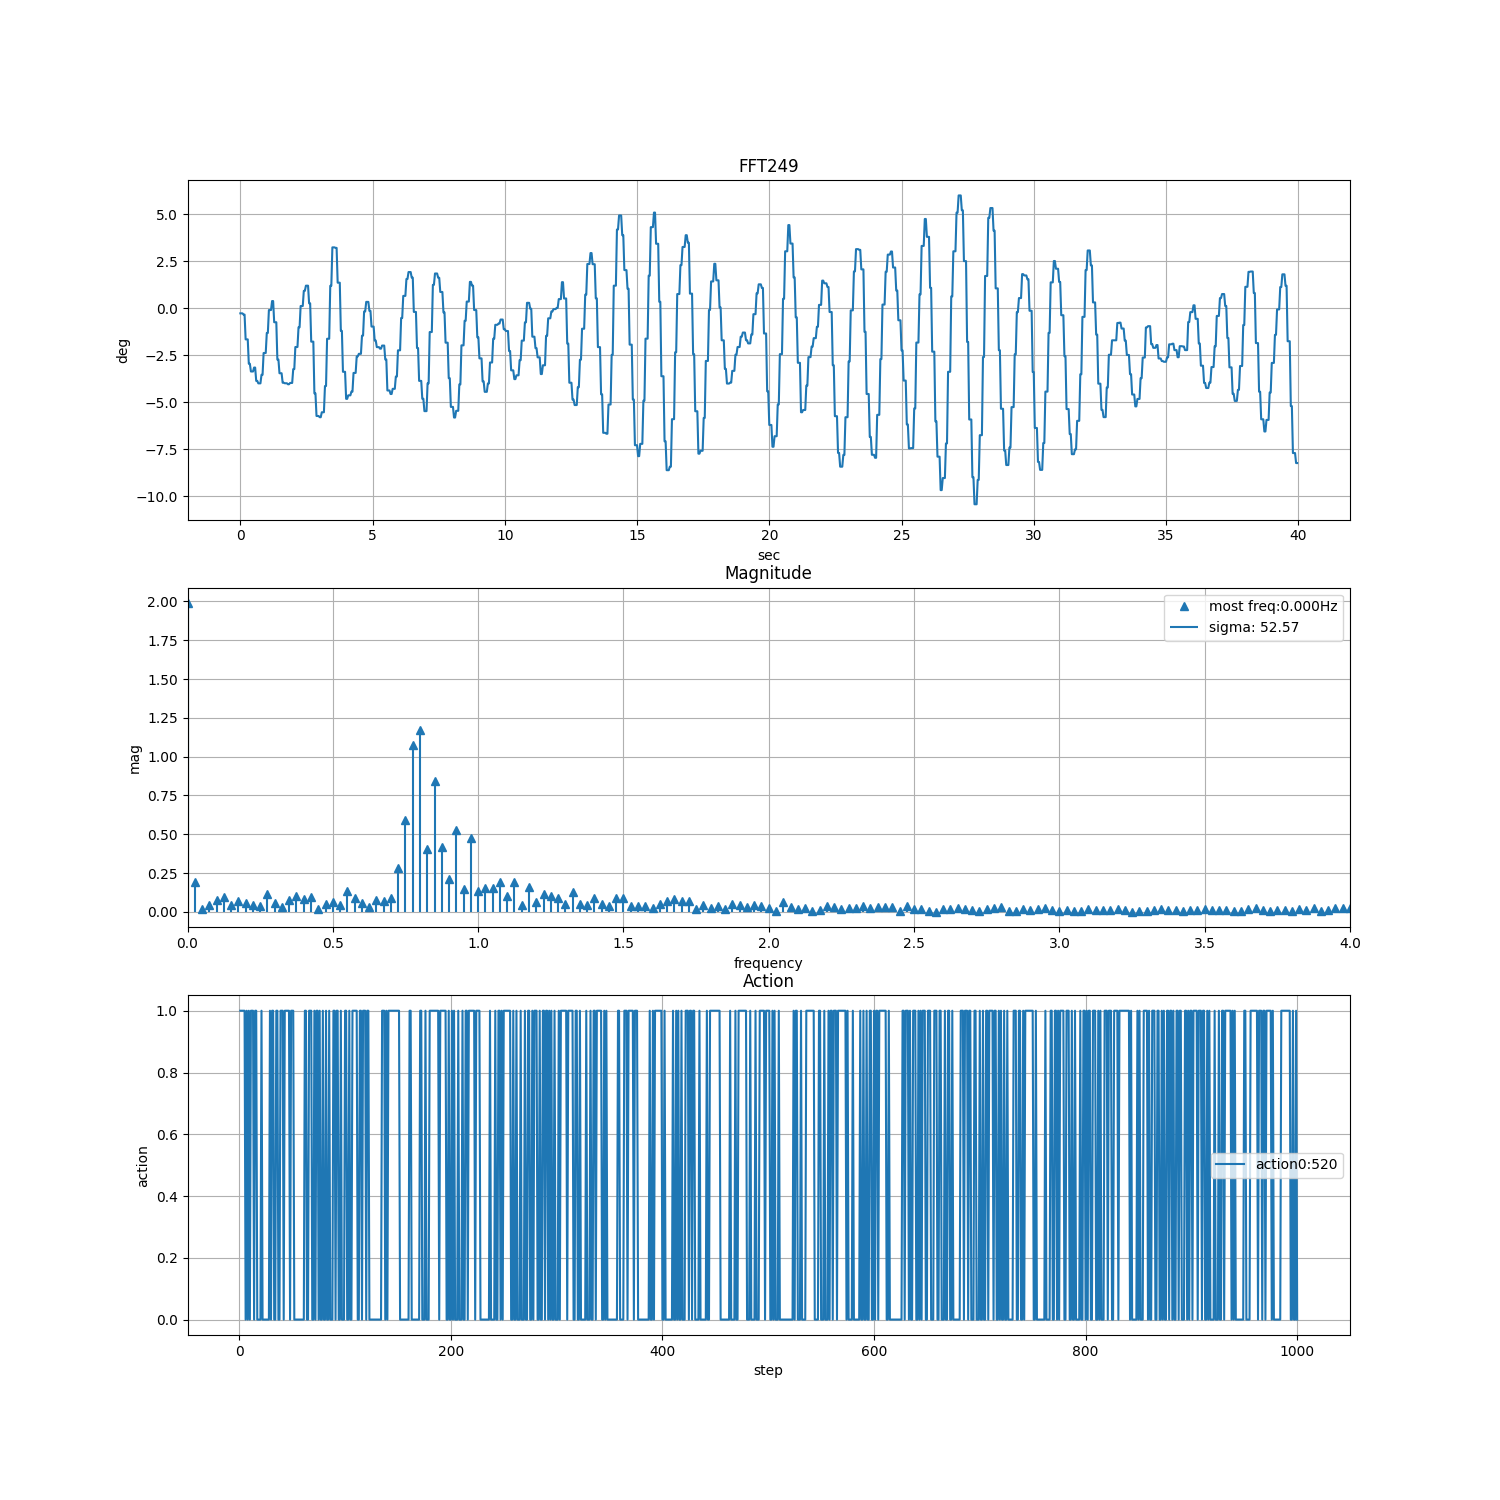 FFT249
5.0
2.5
0.0
−2.5
−5.0
−7.5
−10.0
deg
0 5 10 15 20 25 30 35 40
sec
Magnitude
2.00
1.75
1.50
1.25
1.00
0.75
0.50
0.25
0.00
mag
most freq:0.000Hz
sigma: 52.57
0.0 0.5 1.0 1.5 2.0 2.5 3.0 3.5 4.0
frequency
Action
1.0
0.8
0.6
0.4
0.2
0.0
action
action0:520
0 200 400 600 800 1000
step